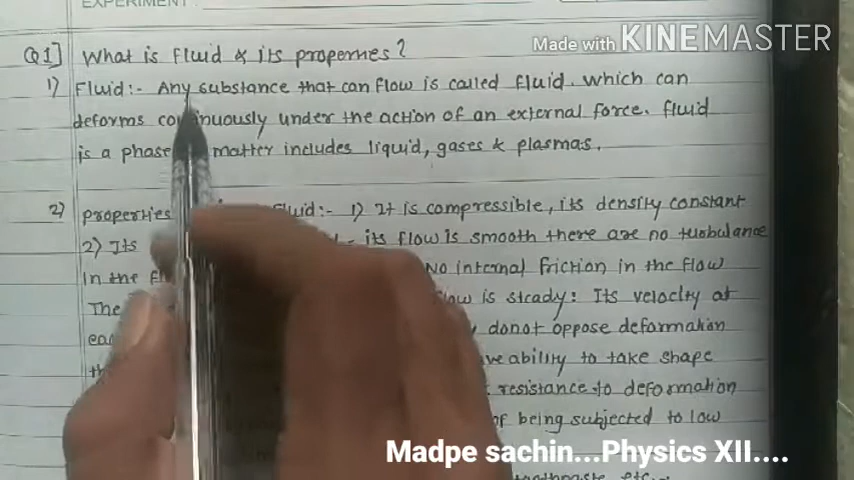 EXPERIMENT
Made with KINEMASTER
Q1] What is fluid & its properties?
1) Fluid:- Any substance that can flow is called fluid. which can
deforms continuously under the action of an external force. fluid
is a phase matter includes liquid, gases & plasmas.
2) properties fluid:- 1) It is compressible, its density constant
2) Its its flow is smooth there are no turbulance
In the No internal friction in the flow
The flow is steady: Its velocity at
donot oppose deformation
ability to take shape
resistance to deformation
of being subjected to low
Madpe sachin...Physics XII....
toothpaste etc.